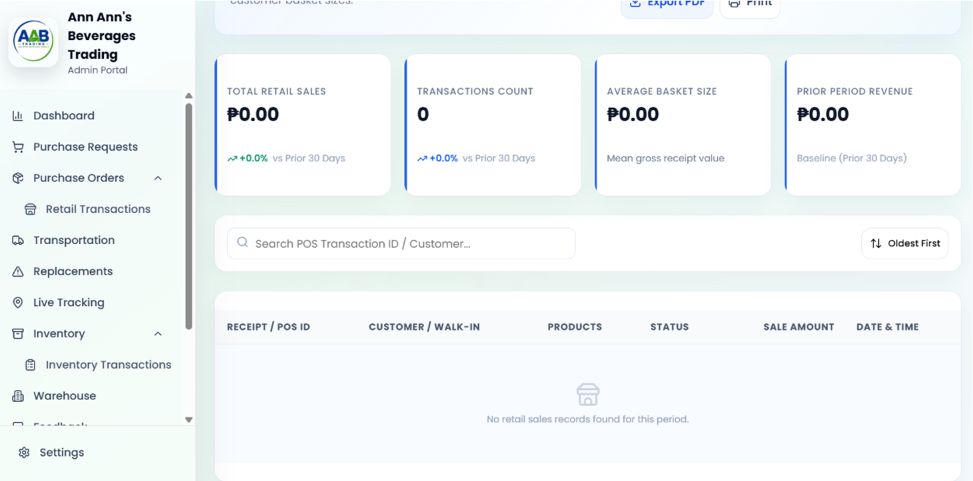 Ann Ann's
Beverages
Trading
Admin Portal
AAB
TRADING
Dashboard
Purchase Requests
Purchase Orders
Retail Transactions
Transportation
Replacements
Live Tracking
Inventory
Inventory Transactions
Warehouse
Feedback
Settings
customer basket sizes.
Export PDF
Print
TOTAL RETAIL SALES
₱0.00
+0.0% vs Prior 30 Days
TRANSACTIONS COUNT
0
+0.0% vs Prior 30 Days
AVERAGE BASKET SIZE
₱0.00
Mean gross receipt value
PRIOR PERIOD REVENUE
₱0.00
Baseline (Prior 30 Days)
Search POS Transaction ID / Customer...
Oldest First
RECEIPT / POS ID CUSTOMER / WALK-IN PRODUCTS STATUS SALE AMOUNT DATE & TIME
No retail sales records found for this period.